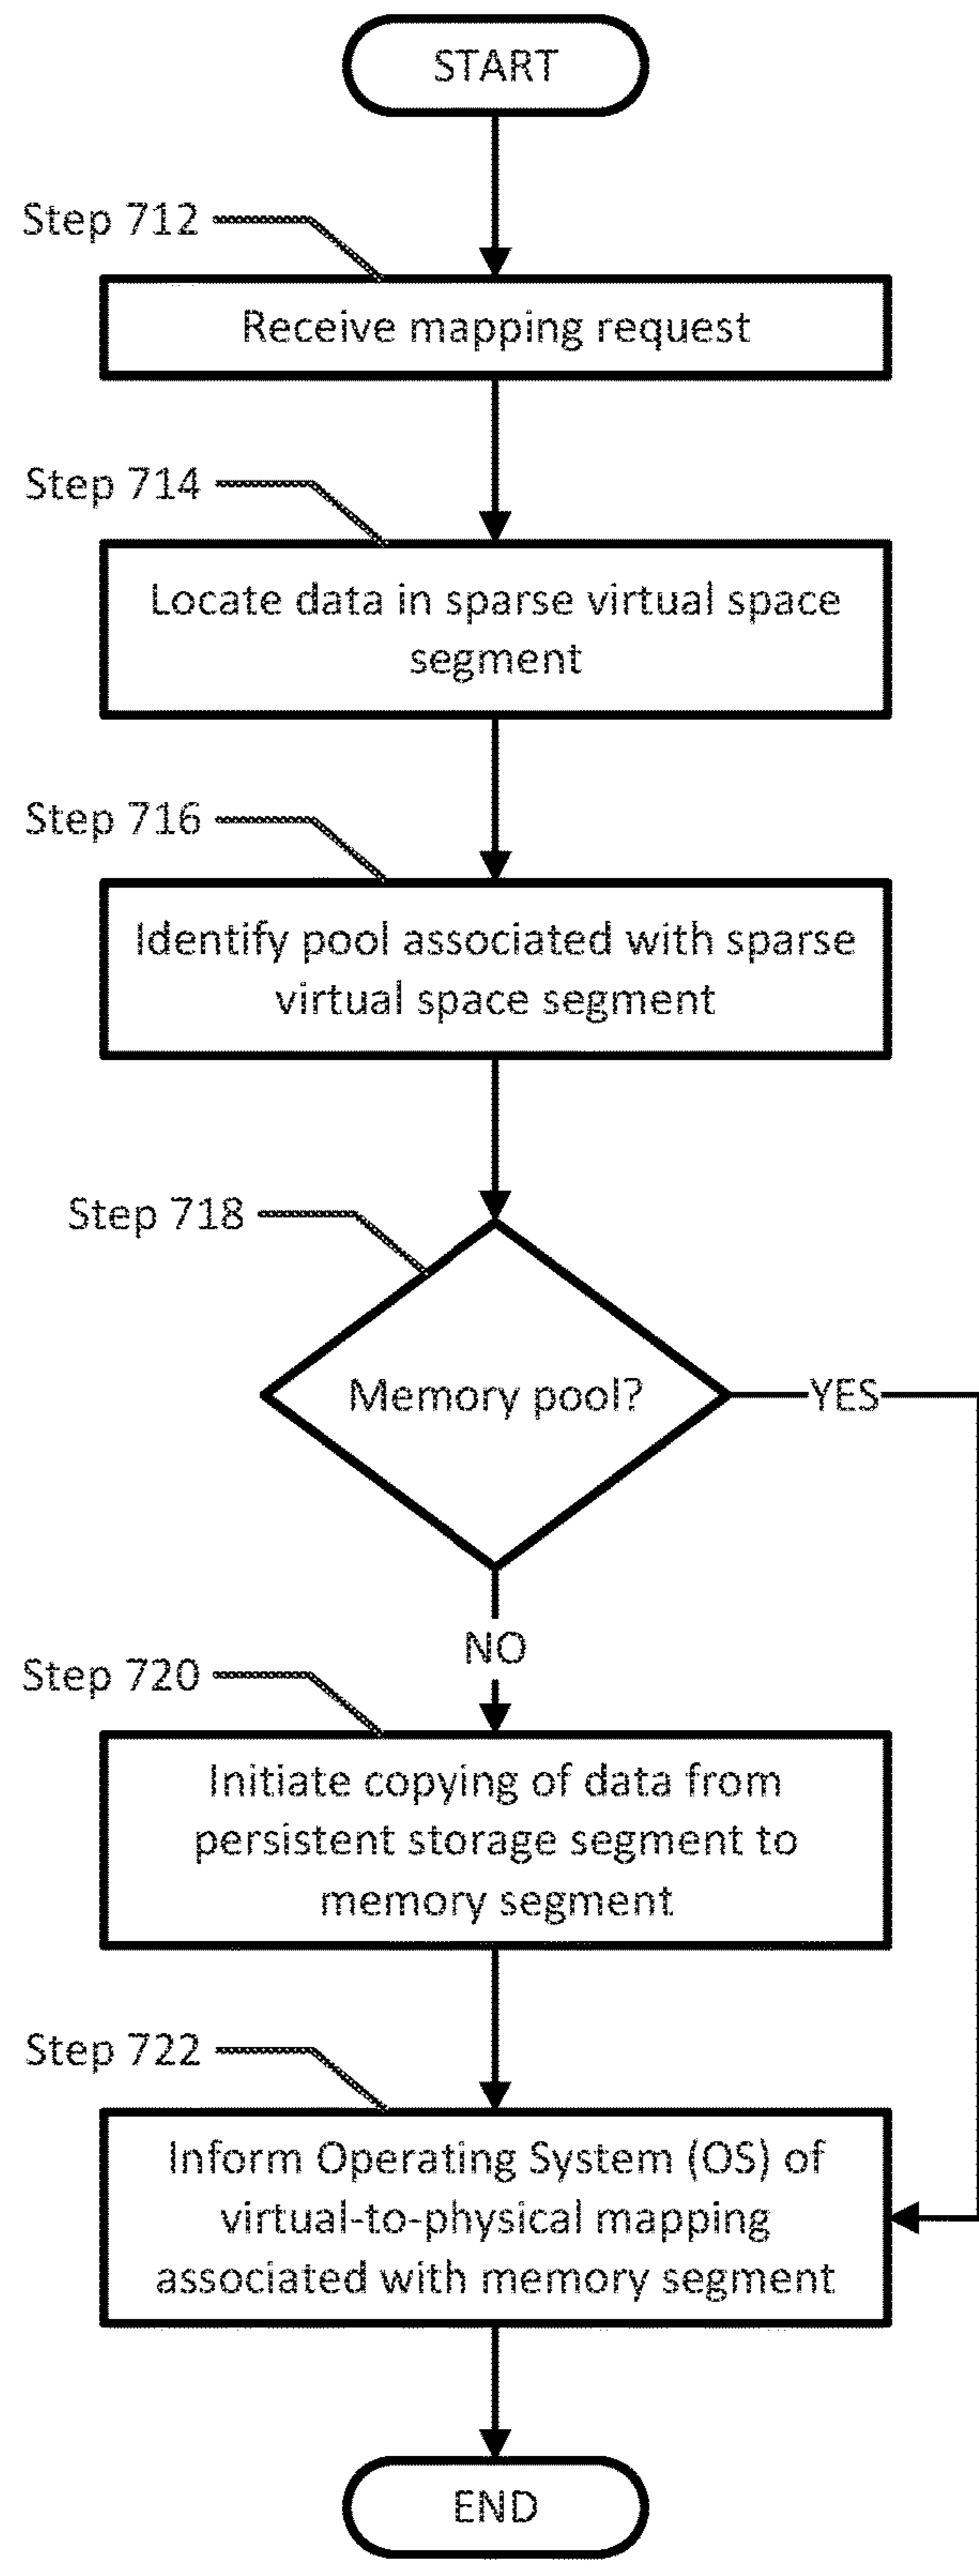 START
Step 712
Receive mapping request
Step 714
Locate data in sparse virtual space
segment
Step 716
Identify pool associated with sparse
virtual space segment
Step 718
Memory pool?
YES
NO
Step 720
Initiate copying of data from
persistent storage segment to
memory segment
Step 722
Inform Operating System (OS) of
virtual-to-physical mapping
associated with memory segment
END